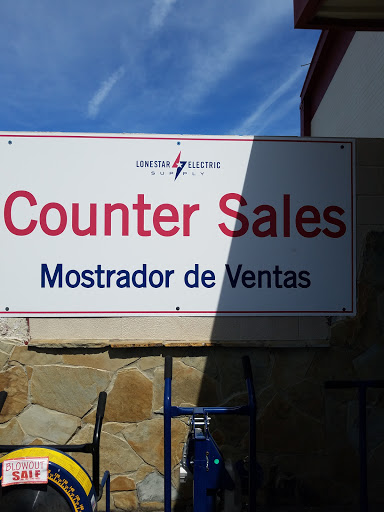 LONESTAR ELECTRIC
SUPPLY
Counter Sales
Mostrador de Ventas
BLOWOUT
SALE